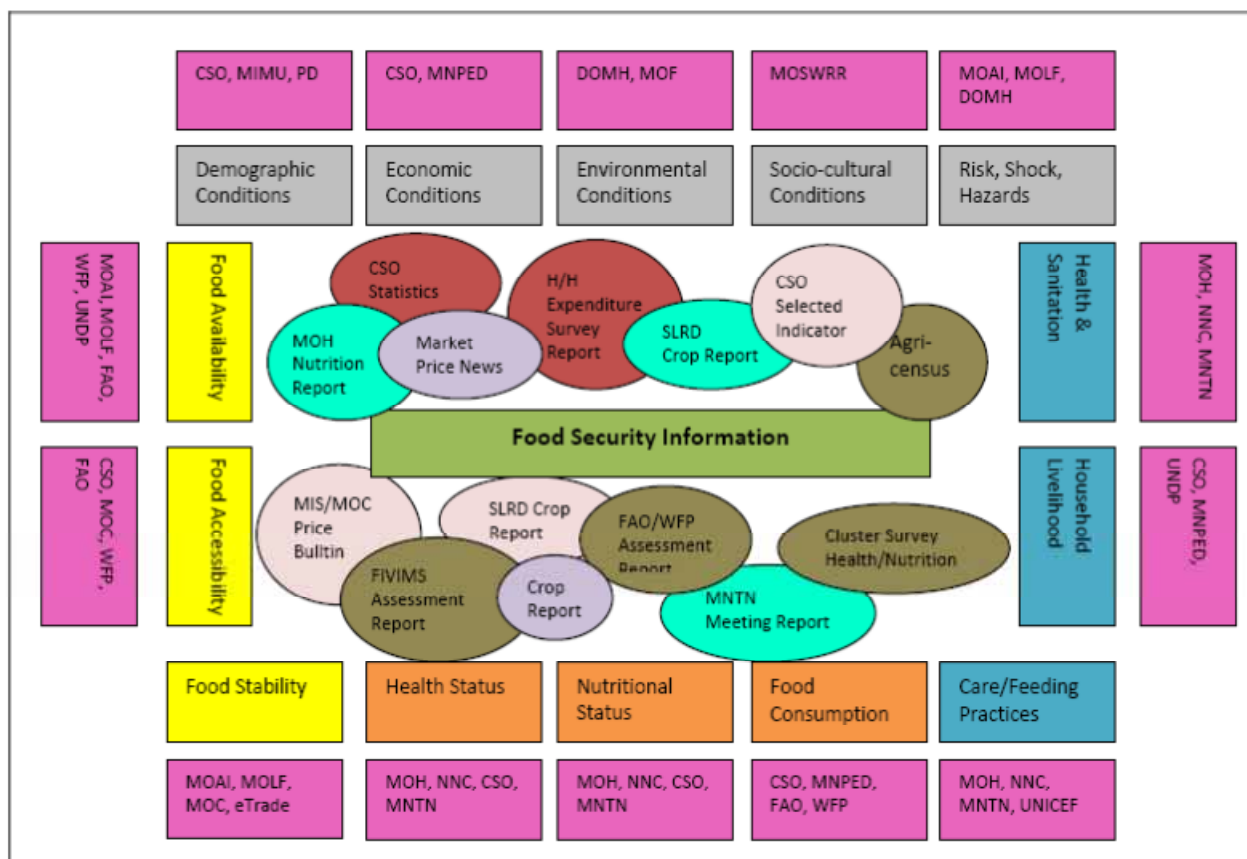 CSO, MIMU, PD
CSO, MNPED
DOMH, MOF
MOSWRR
MOAI, MOLF,
DOMH
Demographic
Conditions
Economic
Conditions
Environmental
Conditions
Socio-cultural
Conditions
Risk, Shock,
Hazards
MOAI, MOLF, FAO,
WFP, UNDP
Food Availability
CSO
Statistics
H/H
Expenditure
Survey
Report
CSO
Selected
Indicator
MOH
Nutrition
Report
Market
Price News
SLRD
Crop Report
Agri-
census
Health &
Sanitation
MOH, NNC, MNTN
Food Security Information
CSO, MOC, WFP,
FAO
Food Accessibility
MIS/MOC
Price
Builtin
SLRD Crop
Report
FAO/WFP
Assessment
Report
Cluster Survey
Health/Nutrition
FIVIMS
Assessment
Report
Crop
Report
MNTN
Meeting Report
Household
Livelihood
CSO, MNPED,
UNDP
Food Stability
Health Status
Nutritional
Status
Food
Consumption
Care/Feeding
Practices
MOAI, MOLF,
MOC, eTrade
MOH, NNC, CSO,
MNTN
MOH, NNC, CSO,
MNTN
CSO, MNPED,
FAO, WFP
MOH, NNC,
MNTN, UNICEF